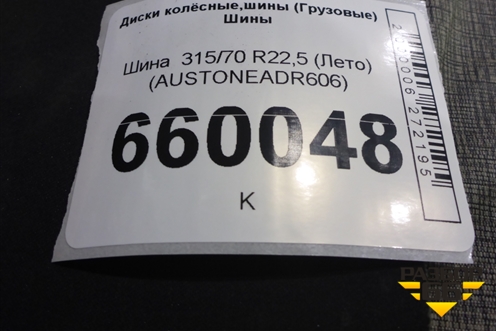 Диски колёсные,шины (Грузовые)
Шины
Шина 315/70 R22,5 (Лето)
(AUSTONEADR606)
660048
К